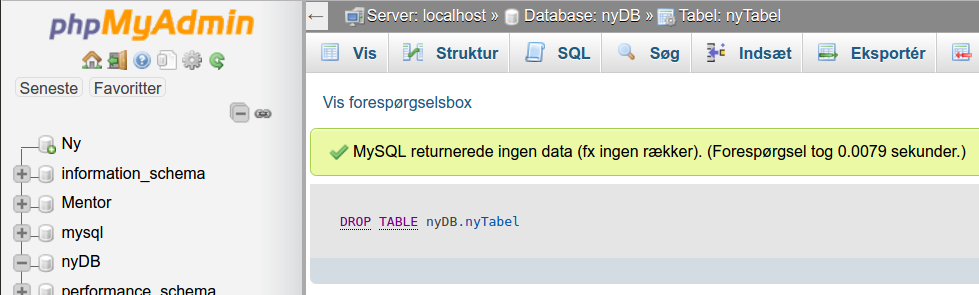 phpMyAdmin
Seneste Favoritter
Ny
information_schema
Mentor
mysql
nyDB
performance_schema
← Server: localhost » Database: nyDB » Tabel: nyTabel
Vis Struktur SQL Søg Indsæt Eksportér
Vis forespørgselsbox
MySQL returnerede ingen data (fx ingen rækker). (Forespørgsel tog 0.0079 sekunder.)
DROP TABLE nyDB.nyTabel